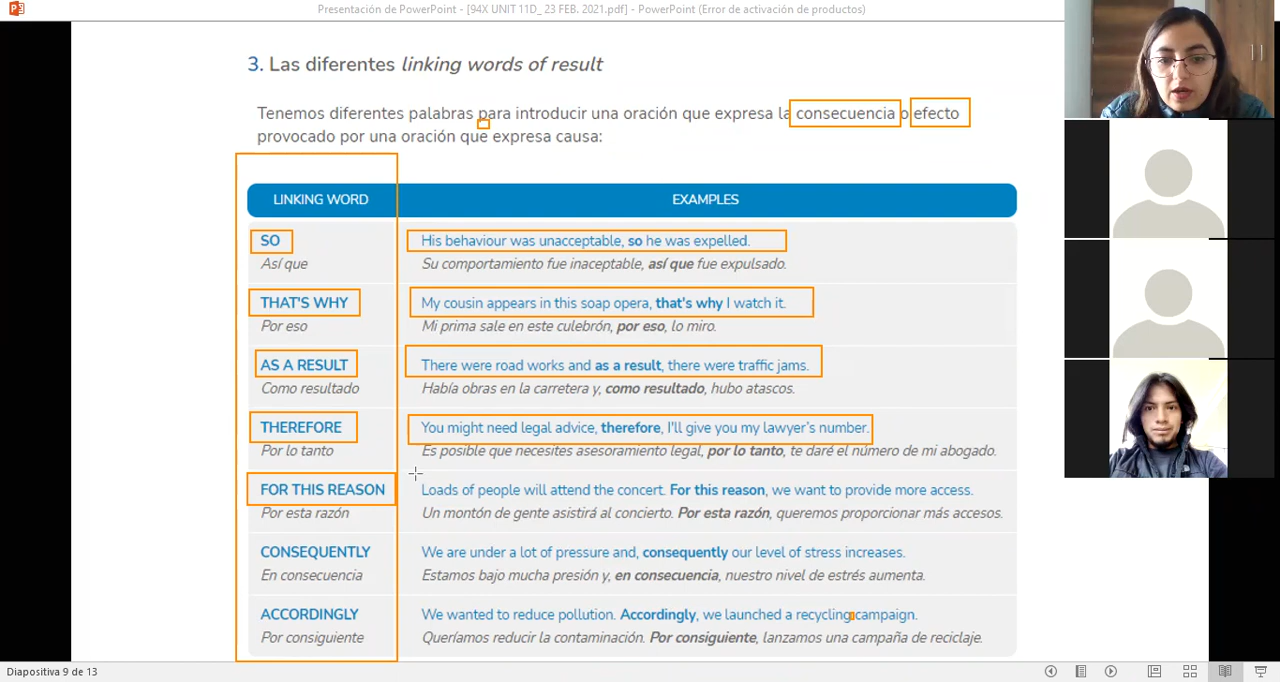 Presentación de PowerPoint - [94X UNIT 11D_ 23 FEB. 2021.pdf] - PowerPoint (Error de activación de productos)
3. Las diferentes linking words of result
Tenemos diferentes palabras para introducir una oración que expresa la consecuencia o efecto
provocado por una oración que expresa causa:
LINKING WORD EXAMPLES
SO His behaviour was unacceptable, so he was expelled.
Así que Su comportamiento fue inaceptable, así que fue expulsado.
THAT'S WHY My cousin appears in this soap opera, that's why I watch it.
Por eso Mi prima sale en este culebrón, por eso, lo miro.
AS A RESULT There were road works and as a result, there were traffic jams.
Como resultado Había obras en la carretera y, como resultado, hubo atascos.
THEREFORE You might need legal advice, therefore, I'll give you my lawyer's number.
Por lo tanto Es posible que necesites asesoramiento legal, por lo tanto, te daré el número de mi abogado.
FOR THIS REASON Loads of people will attend the concert. For this reason, we want to provide more access.
Por esta razón Un montón de gente asistirá al concierto. Por esta razón, queremos proporcionar más accesos.
CONSEQUENTLY We are under a lot of pressure and, consequently our level of stress increases.
En consecuencia Estamos bajo mucha presión y, en consecuencia, nuestro nivel de estrés aumenta.
ACCORDINGLY We wanted to reduce pollution. Accordingly, we launched a recycling campaign.
Por consiguiente Queríamos reducir la contaminación. Por consiguiente, lanzamos una campaña de reciclaje.
Diapositiva 9 de 13